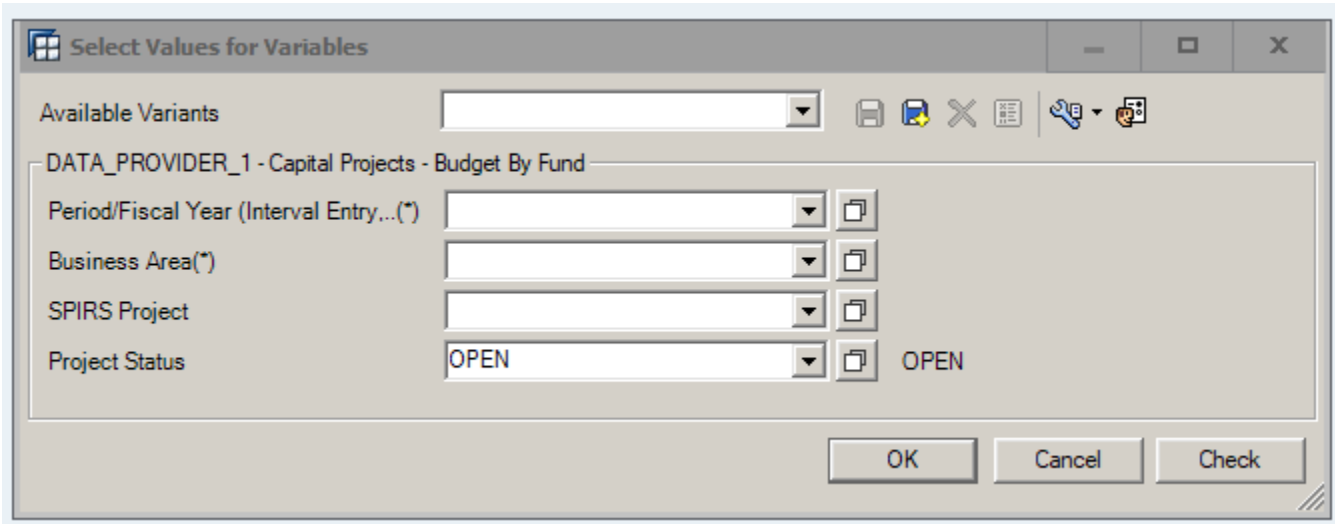 Select Values for Variables
Available Variants
DATA_PROVIDER_1 - Capital Projects - Budget By Fund
Period/Fiscal Year (Interval Entry,..(*)
Business Area(*)
SPIRS Project
Project Status OPEN OPEN
OK Cancel Check